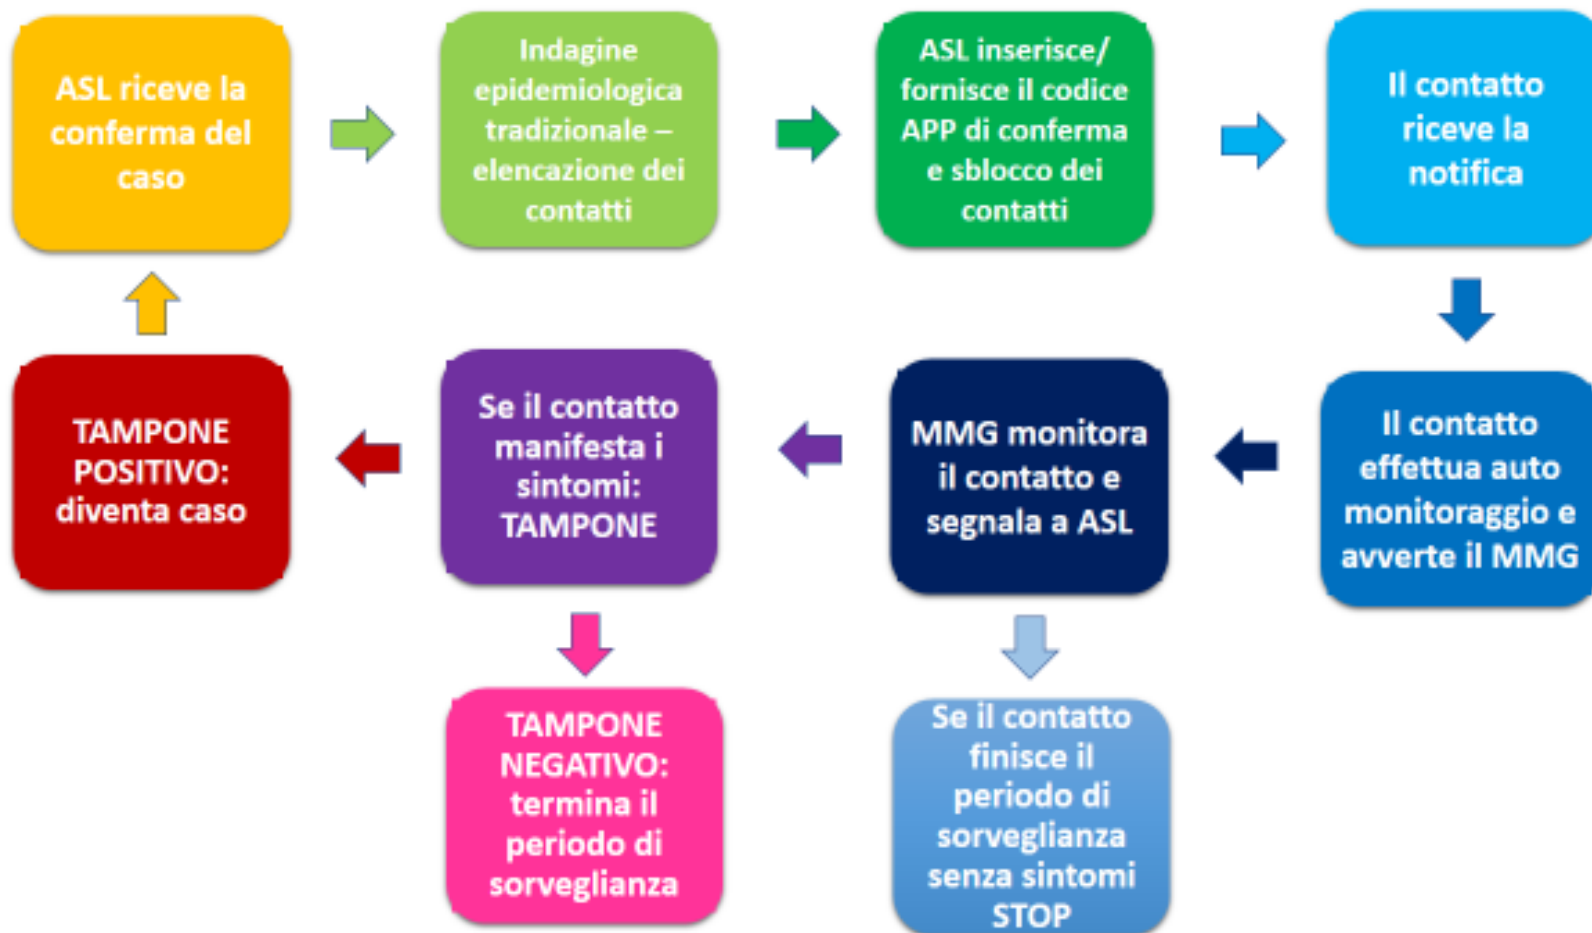 ASL riceve la
conferma del
caso
Indagine
epidemiologica
tradizionale –
elencazione dei
contatti
ASL inserisce/
fornisce il codice
APP di conferma
e sblocco dei
contatti
Il contatto
riceve la
notifica
Il contatto
effettua auto
monitoraggio e
avverte il MMG
MMG monitora
il contatto e
segnala a ASL
Se il contatto
manifesta i
sintomi:
TAMPONE
TAMPONE
POSITIVO:
diventa caso
TAMPONE
NEGATIVO:
termina il
periodo di
sorveglianza
Se il contatto
finisce il
periodo di
sorveglianza
senza sintomi
STOP